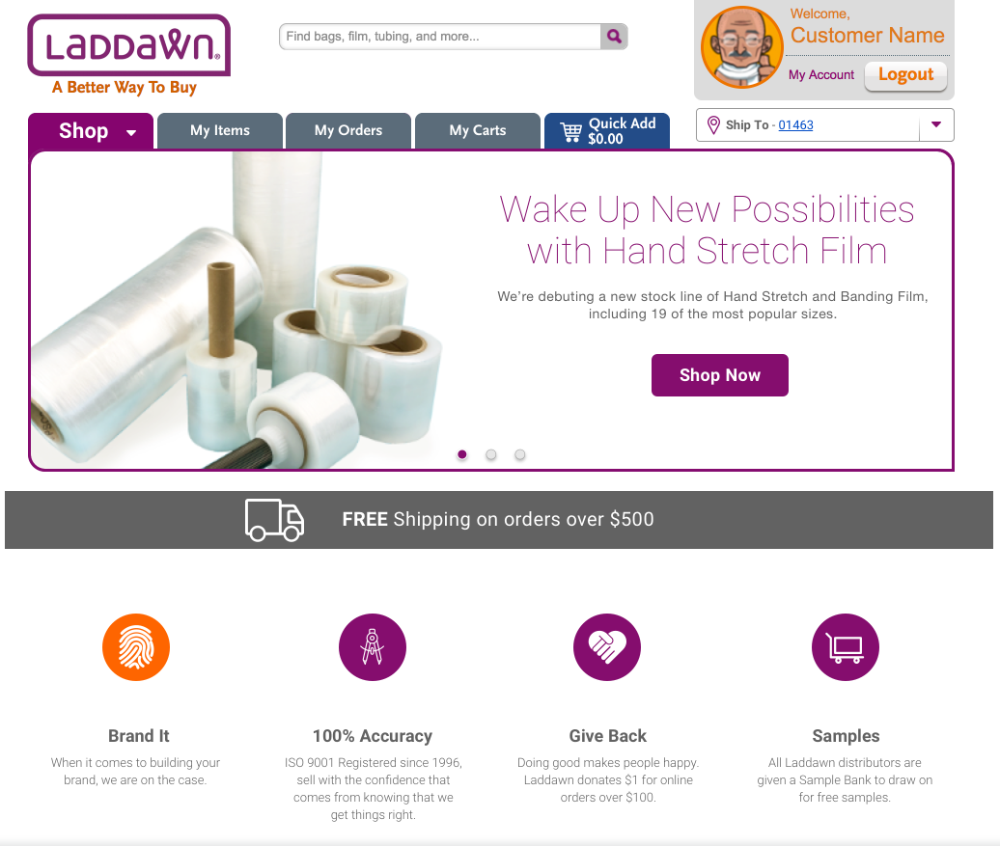 LADDAWN®
A Better Way To Buy
Find bags, film, tubing, and more...
Welcome,
Customer Name
My Account
Logout
Shop
My Items
My Orders
My Carts
Quick Add
$0.00
Ship To - 01463
Wake Up New Possibilities
with Hand Stretch Film
We’re debuting a new stock line of Hand Stretch and Banding Film,
including 19 of the most popular sizes.
Shop Now
FREE Shipping on orders over $500
Brand It
When it comes to building your
brand, we are on the case.
100% Accuracy
ISO 9001 Registered since 1996,
sell with the confidence that
comes from knowing that we
get things right.
Give Back
Doing good makes people happy.
Laddawn donates $1 for online
orders over $100.
Samples
All Laddawn distributors are
given a Sample Bank to draw on
for free samples.